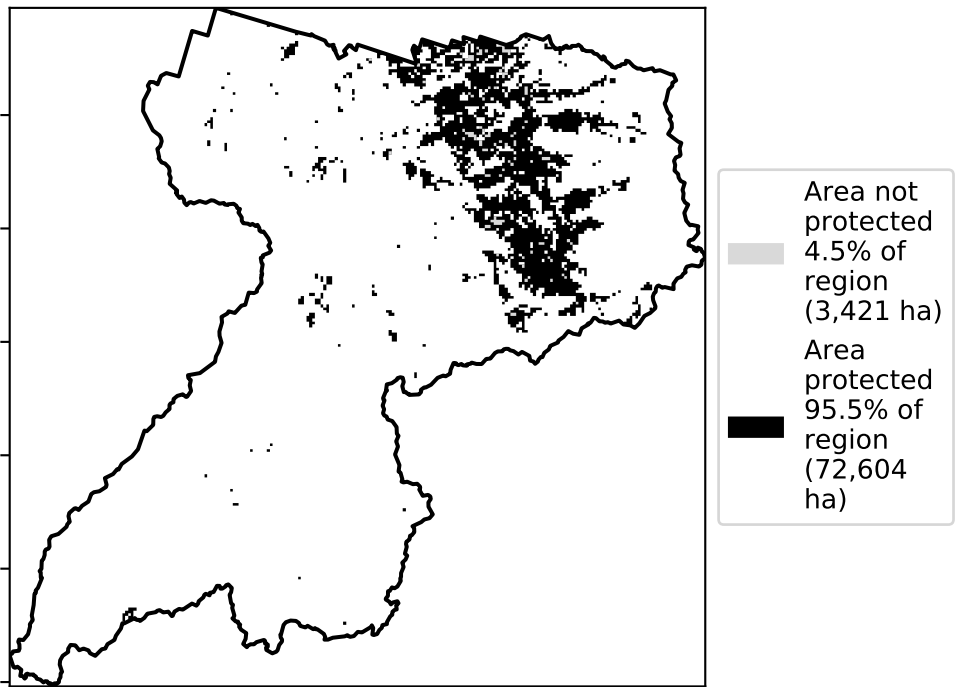 Area not
protected
4.5% of
region
(3,421 ha)
Area
protected
95.5% of
region
(72,604
ha)